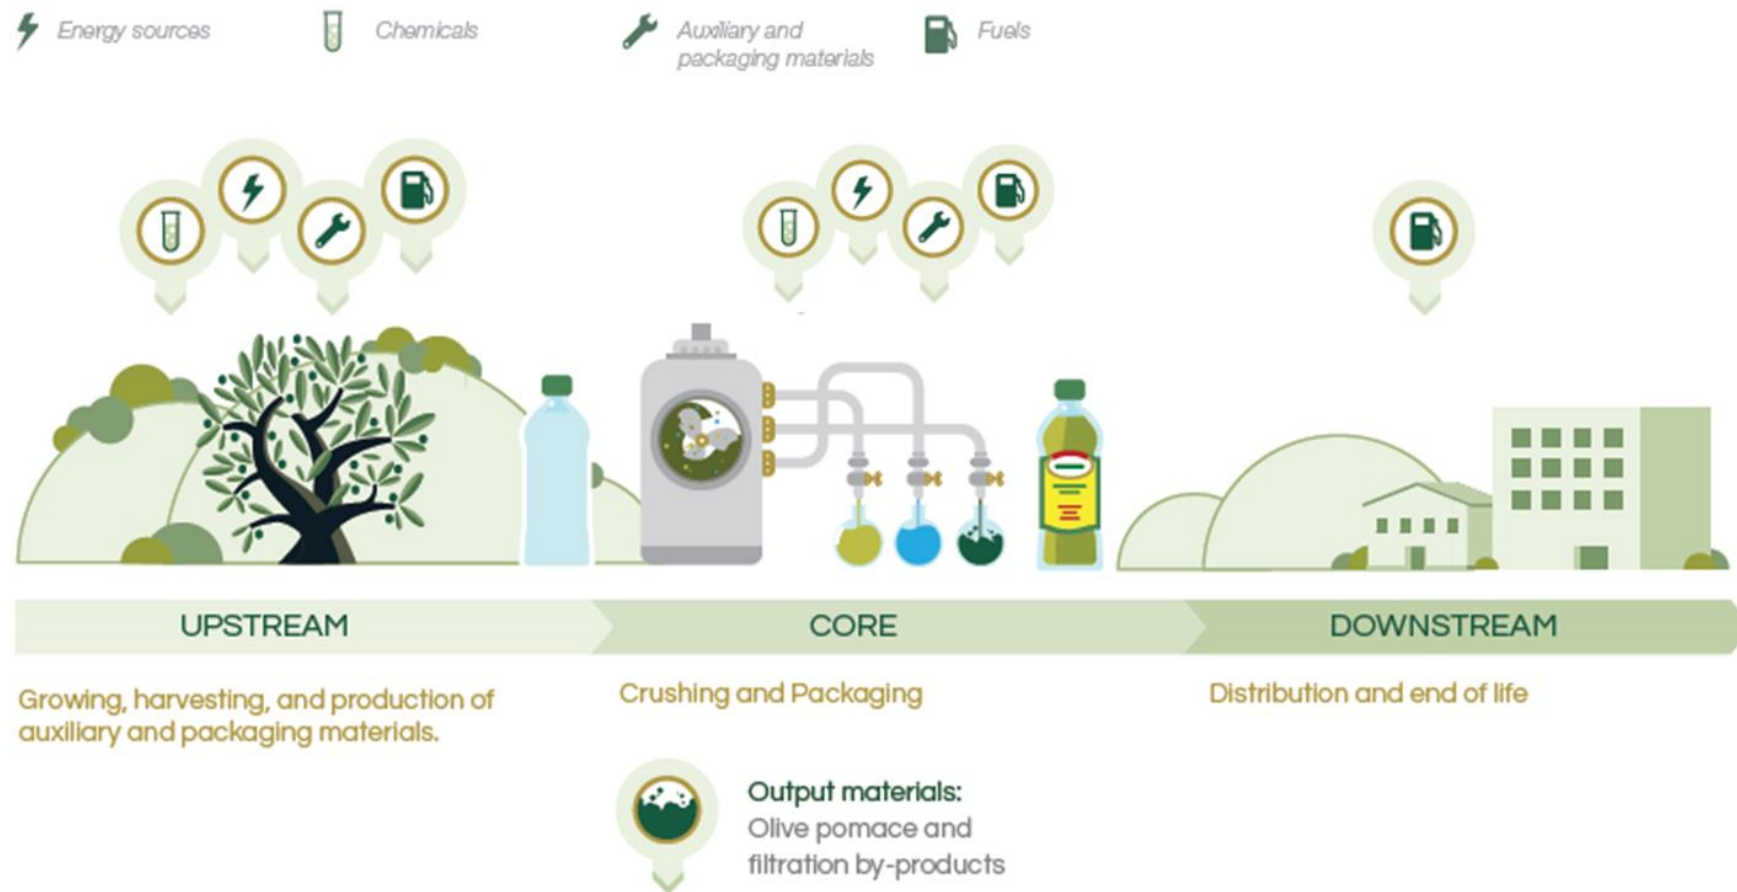 Energy sources
Chemicals
Auxiliary and
packaging materials
Fuels
UPSTREAM
CORE
DOWNSTREAM
Growing, harvesting, and production of
auxiliary and packaging materials.
Crushing and Packaging
Distribution and end of life
Output materials:
Olive pomace and
filtration by-products